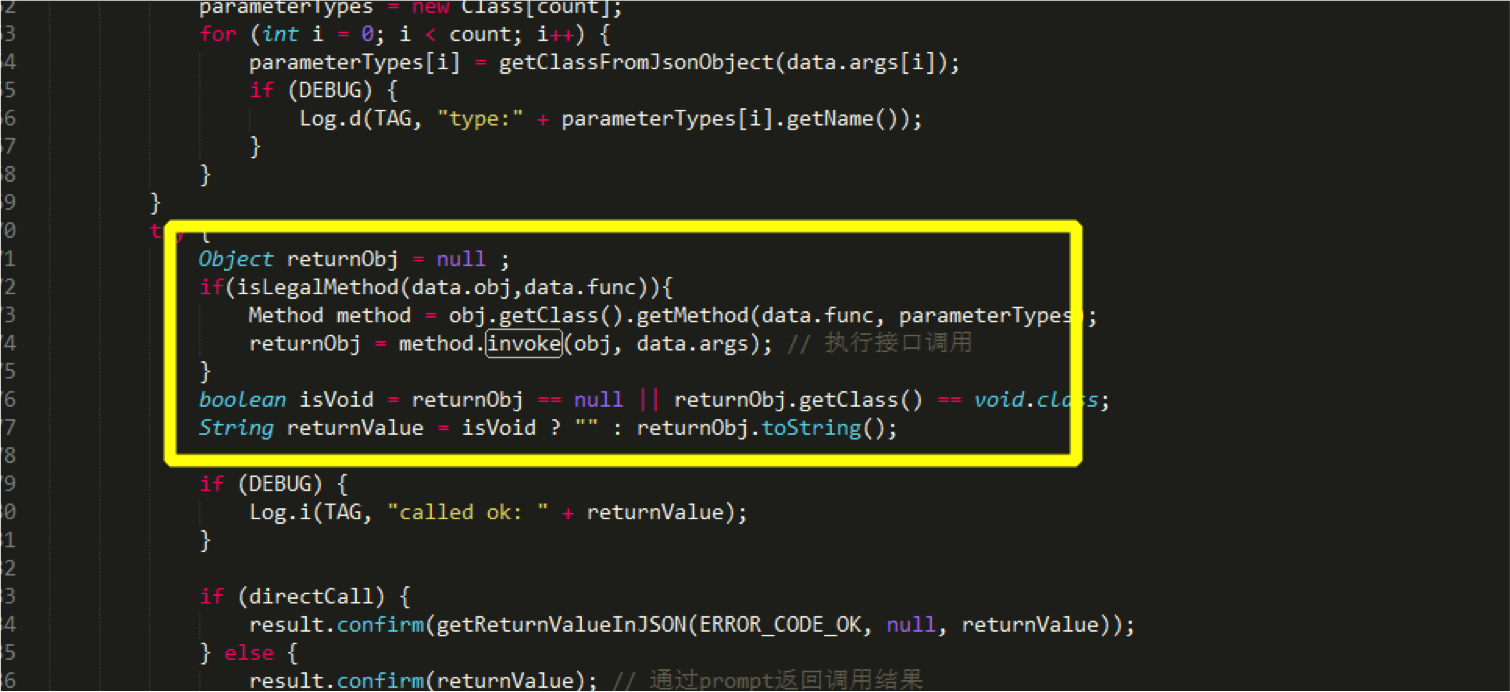 2 parameterTypes = new Class[count];
3 for (int i = 0; i < count; i++) {
4 parameterTypes[i] = getClassFromJsonObject(data.args[i]);
5 if (DEBUG) {
6 Log.d(TAG, "type:" + parameterTypes[i].getName());
7 }
8 }
9 }
0 try {
1 Object returnObj = null ;
2 if(isLegalMethod(data.obj,data.func)){
3 Method method = obj.getClass().getMethod(data.func, parameterTypes);
4 returnObj = method.invoke(obj, data.args); // 执行接口调用
5 }
6 boolean isVoid = returnObj == null || returnObj.getClass() == void.class;
7 String returnValue = isVoid ? "" : returnObj.toString();
8
9 if (DEBUG) {
0 Log.i(TAG, "called ok: " + returnValue);
1 }
2
3 if (directCall) {
4 result.confirm(getReturnValueInJSON(ERROR_CODE_OK, null, returnValue));
5 } else {
6 result.confirm(returnValue); // 通过prompt返回调用结果